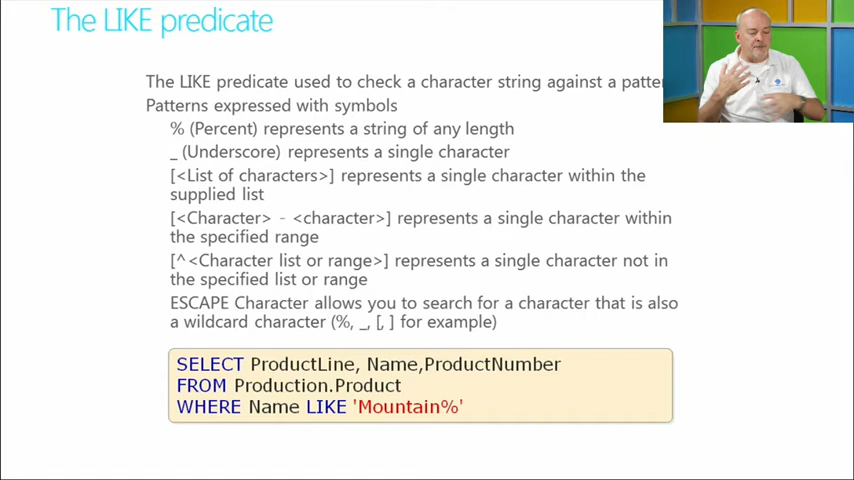 The LIKE predicate
The LIKE predicate used to check a character string against a patter
Patterns expressed with symbols
% (Percent) represents a string of any length
_ (Underscore) represents a single character
[<List of characters>] represents a single character within the
supplied list
[<Character> - <character>] represents a single character within
the specified range
[^<Character list or range>] represents a single character not in
the specified list or range
ESCAPE Character allows you to search for a character that is also
a wildcard character (%, _, [, ] for example)
SELECT ProductLine, Name,ProductNumber
FROM Production.Product
WHERE Name LIKE 'Mountain%'